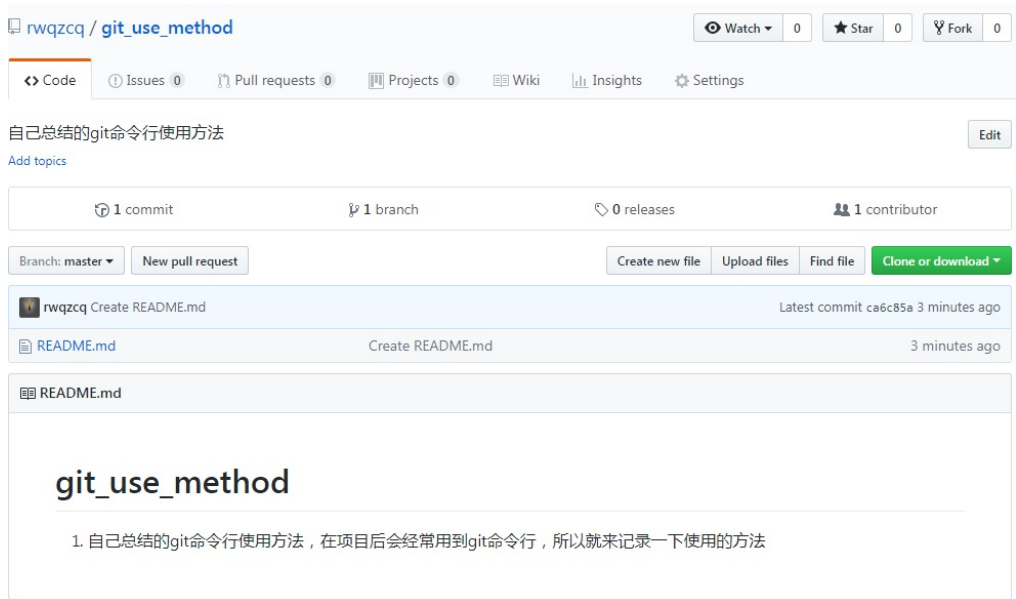 rwqzcq / git_use_method
Watch 0 Star 0 Fork 0
Code Issues 0 Pull requests 0 Projects 0 Wiki Insights Settings
自己总结的git命令行使用方法
Edit
Add topics
1 commit 1 branch 0 releases 1 contributor
Branch: master New pull request Create new file Upload files Find file Clone or download
rwqzcq Create README.md Latest commit ca6c85a 3 minutes ago
README.md Create README.md 3 minutes ago
README.md
git_use_method
1. 自己总结的git命令行使用方法，在项目后会经常用到git命令行，所以就来记录一下使用的方法